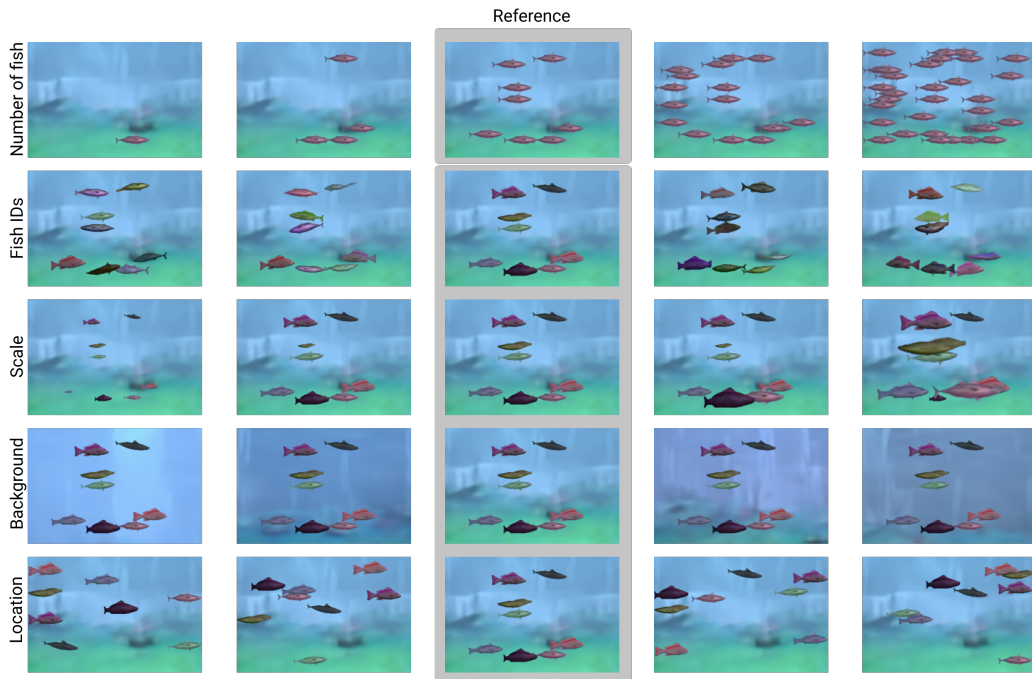 Reference
Number of fish
Fish IDs
Scale
Background
Location